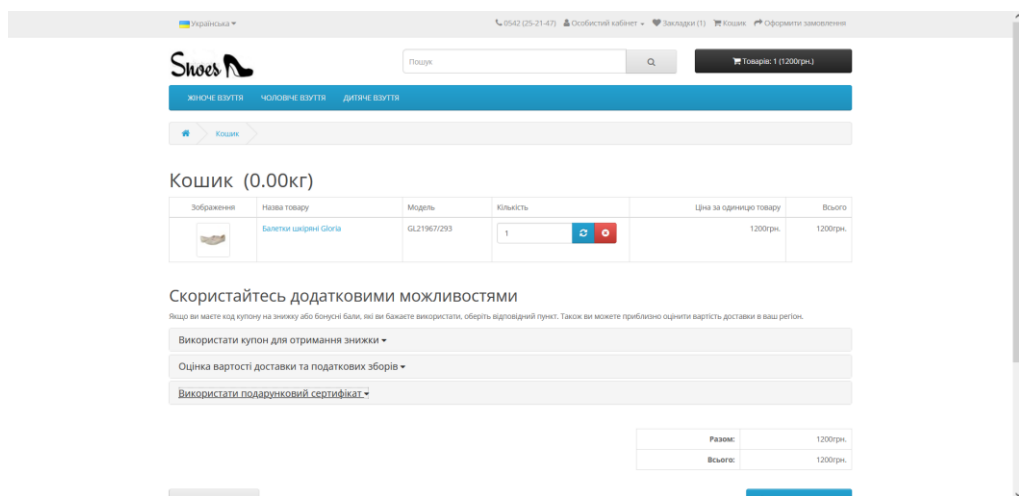 Українська
0542 (25-21-47) Особистий кабінет Закладки (1) Кошик Оформити замовлення
Shoes
Пошук
Товарів: 1 (1200грн.)
ЖІНОЧЕ ВЗУТТЯ ЧОЛОВІЧЕ ВЗУТТЯ ДИТЯЧЕ ВЗУТТЯ
Кошик
Кошик (0.00кг)
Зображення Назва товару Модель Кількість Ціна за одиницю товару Всього
Балетки шкіряні Gloria GL21967/293 1 1200грн. 1200грн.
Скористайтесь додатковими можливостями
Якщо ви маєте код купону на знижку або бонусні бали, які ви бажаєте використати, оберіть відповідний пункт. Також ви можете приблизно оцінити вартість доставки в ваш регіон.
Використати купон для отримання знижки
Оцінка вартості доставки та податкових зборів
Використати подарунковий сертифікат
Разом: 1200грн.
Всього: 1200грн.